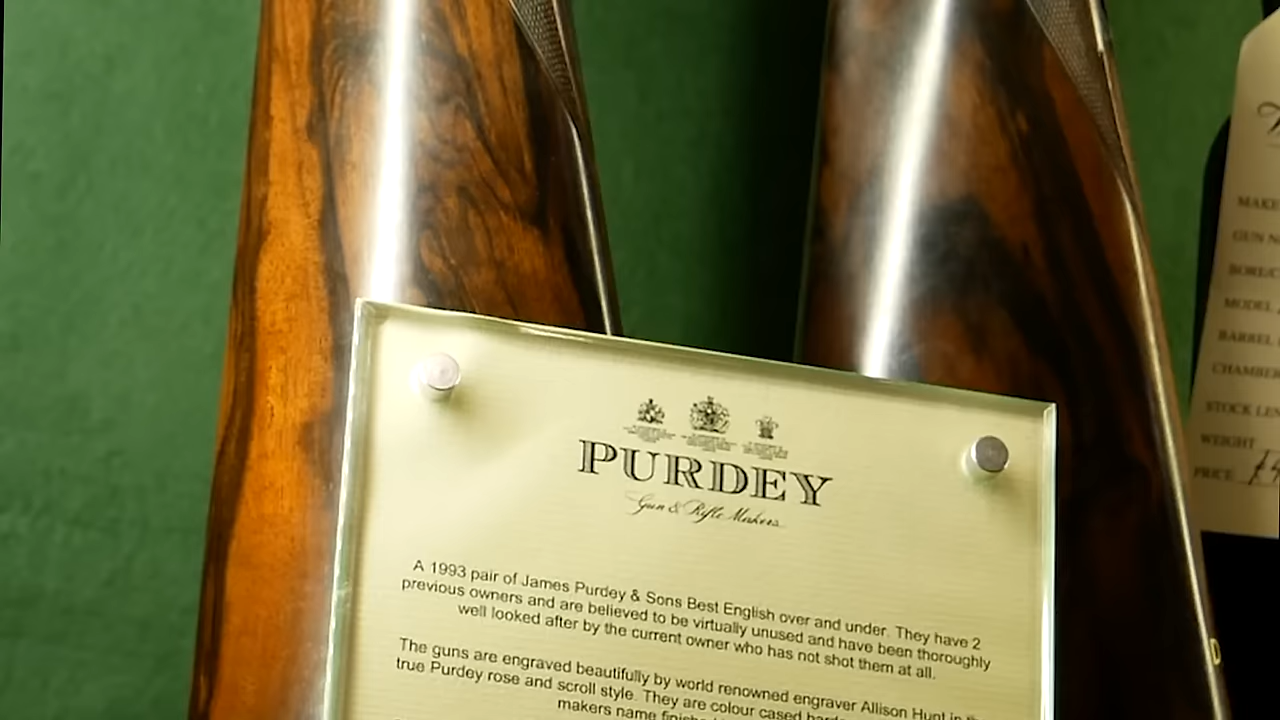 PURDEY
Gun & Rifle Makers
A 1993 pair of James Purdey & Sons Best English over and under. They have 2
previous owners and are believed to be virtually unused and have been thoroughly
well looked after by the current owner who has not shot them at all.
The guns are engraved beautifully by world renowned engraver Allison Hunt in
true Purdey rose and scroll style. They are colour cased
makers name
MAKE
GUN N
BORE/C
MODEL
BARREL
CHAMBER
STOCK LEN
WEIGHT
PRICE